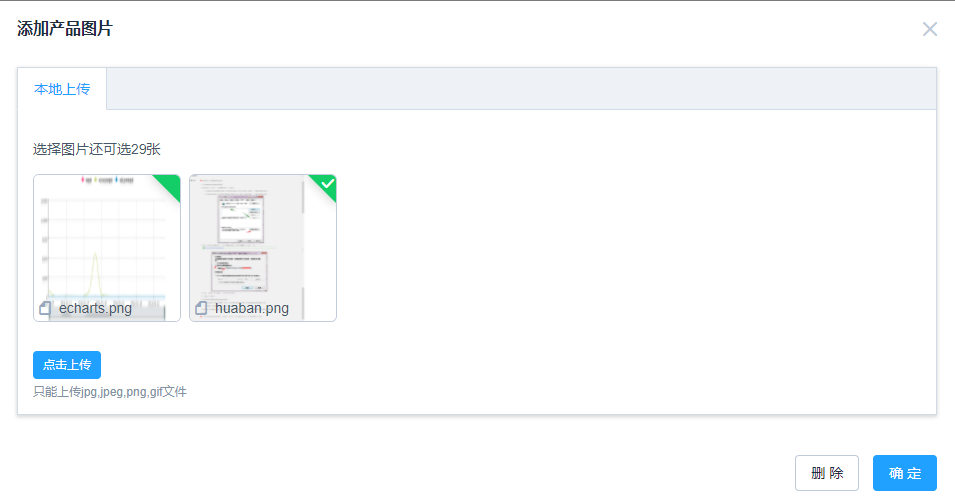 添加产品图片
本地上传
选择图片还可选29张
echarts.png
huaban.png
点击上传
只能上传jpg,jpeg,png,gif文件
删 除
确 定